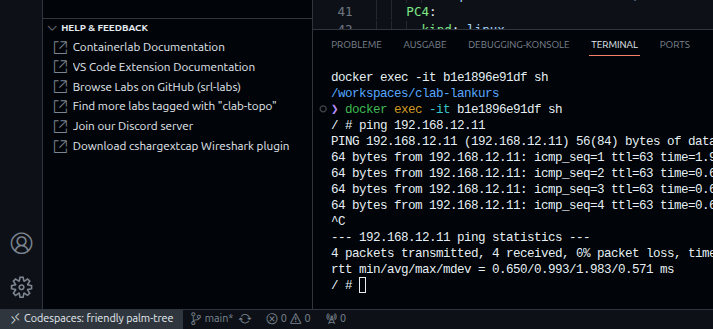 HELP & FEEDBACK
Containerlab Documentation
VS Code Extension Documentation
Browse Labs on GitHub (srl-labs)
Find more labs tagged with "clab-topo"
Join our Discord server
Download cshargextcap Wireshark plugin
41 PC4:
kind: linux
PROBLEME AUSGABE DEBUGGING-KONSOLE TERMINAL PORTS
docker exec -it b1e1896e91df sh
/workspaces/clab-lankurs
❯ docker exec -it b1e1896e91df sh
/ # ping 192.168.12.11
PING 192.168.12.11 (192.168.12.11) 56(84) bytes of data
64 bytes from 192.168.12.11: icmp_seq=1 ttl=63 time=1.9
64 bytes from 192.168.12.11: icmp_seq=2 ttl=63 time=0.6
64 bytes from 192.168.12.11: icmp_seq=3 ttl=63 time=0.6
64 bytes from 192.168.12.11: icmp_seq=4 ttl=63 time=0.6
^C
--- 192.168.12.11 ping statistics ---
4 packets transmitted, 4 received, 0% packet loss, time
rtt min/avg/max/mdev = 0.650/0.993/1.983/0.571 ms
/ #
Codespaces: friendly palm-tree main* 0 0 0